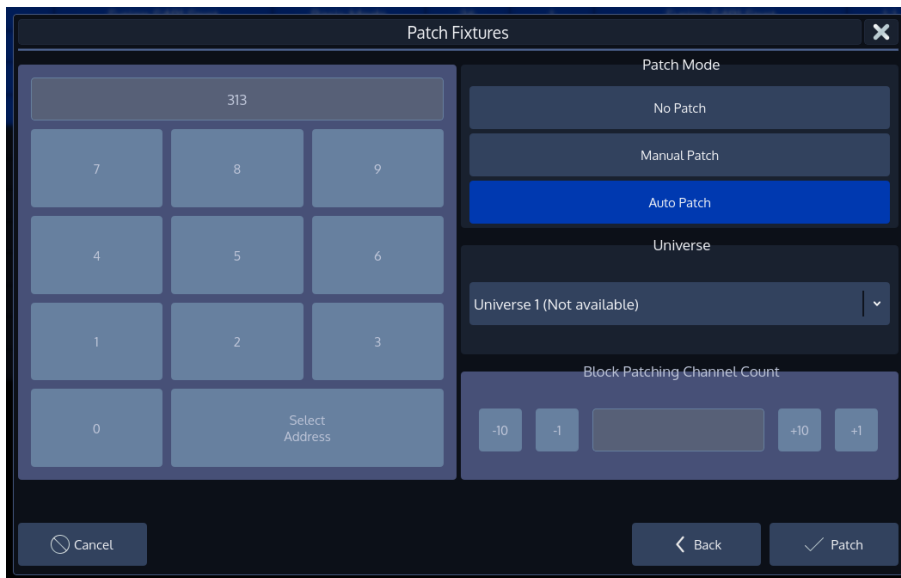 Patch Fixtures
Patch Mode
313
No Patch
7 8 9
Manual Patch
Auto Patch
4 5 6
Universe
Universe 1 (Not available)
1 2 3
Block Patching Channel Count
0
Select
Address
-10 -1 +10 +1
Cancel
Back
Patch